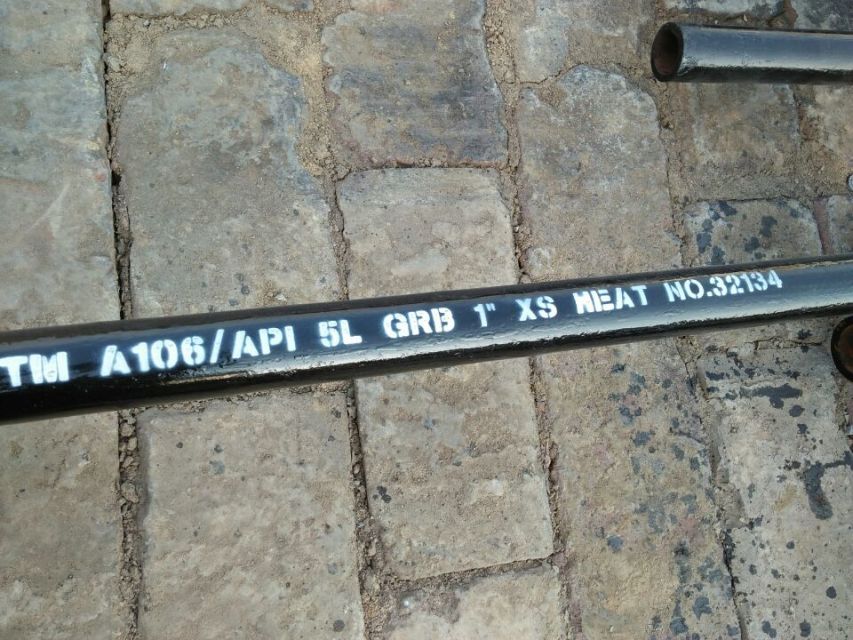 TM A106/API 5L GRB 1" XS HEAT NO.32134